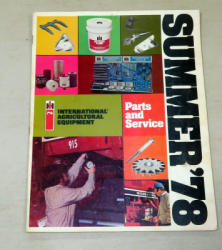 SUMMER '78
INTERNATIONAL
AGRICULTURAL
EQUIPMENT
Parts
and
Service
915